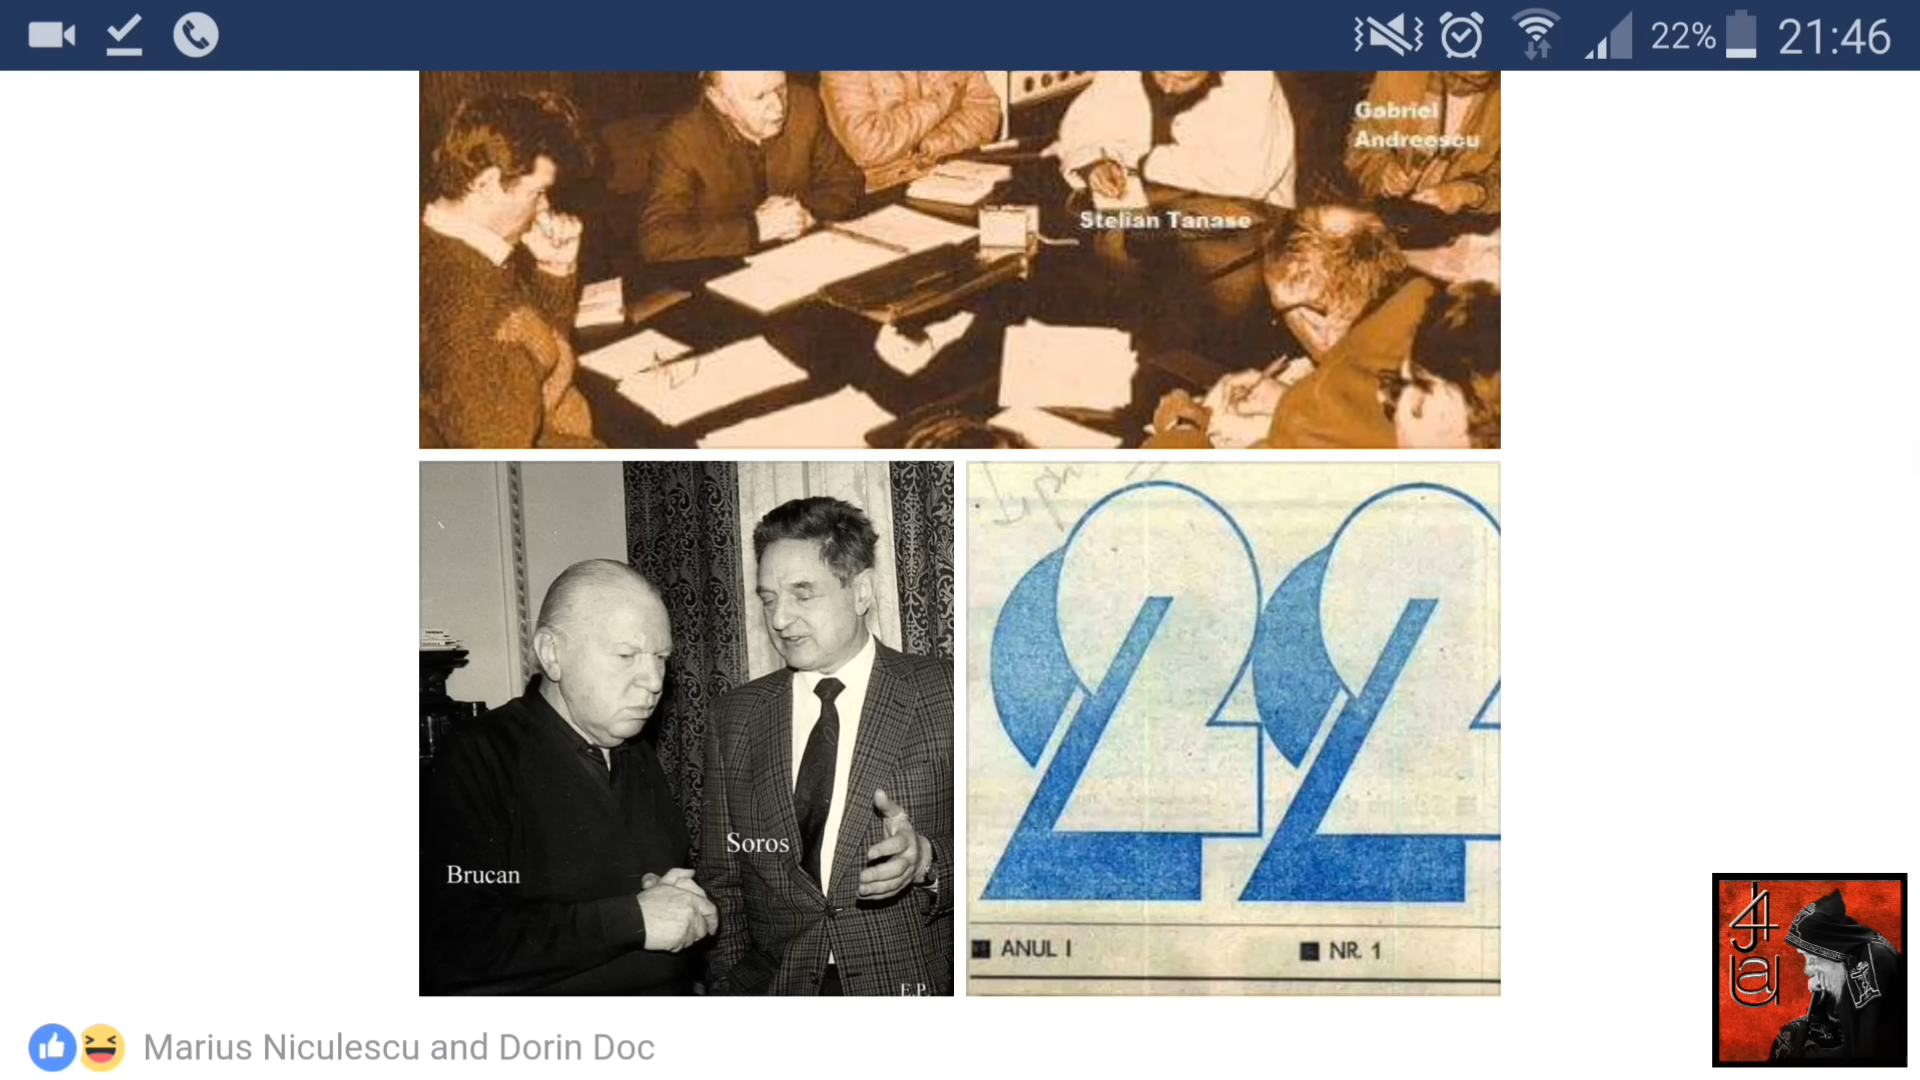 22% 21:46
Gabriel
Andreescu
Stelian Tanase
Soros
Brucan
E.P.
22
ANUL I NR. 1
Marius Niculescu and Dorin Doc